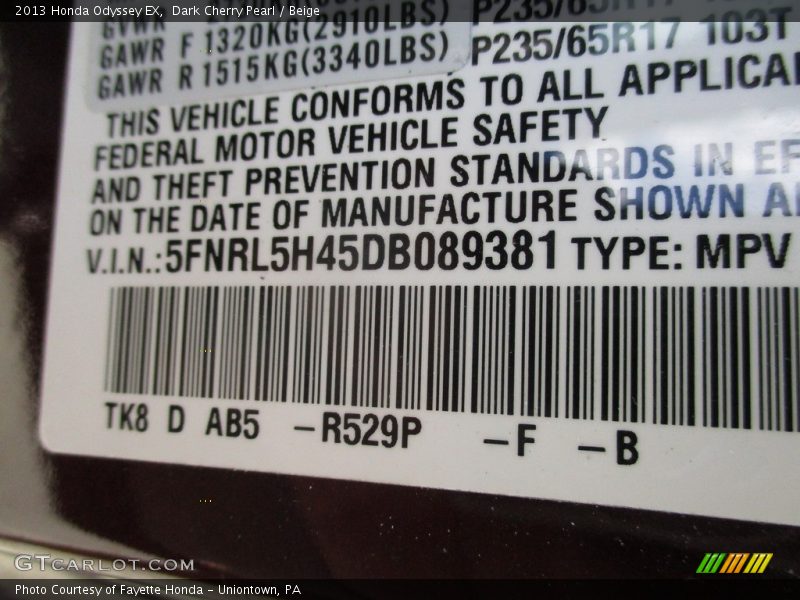 2013 Honda Odyssey EX, Dark Cherry Pearl / Beige
GVWR (2910LBS) P235/65R17
GAWR F 1320KG(2910LBS) P235/65R17 103T
GAWR R 1515KG(3340LBS)
THIS VEHICLE CONFORMS TO ALL APPLICA
FEDERAL MOTOR VEHICLE SAFETY
AND THEFT PREVENTION STANDARDS IN EF
ON THE DATE OF MANUFACTURE SHOWN A
V.I.N.:5FNRL5H45DB089381 TYPE: MPV
TK8 D AB5 –R529P –F –B
GTCARLOT.COM
Photo Courtesy of Fayette Honda – Uniontown, PA